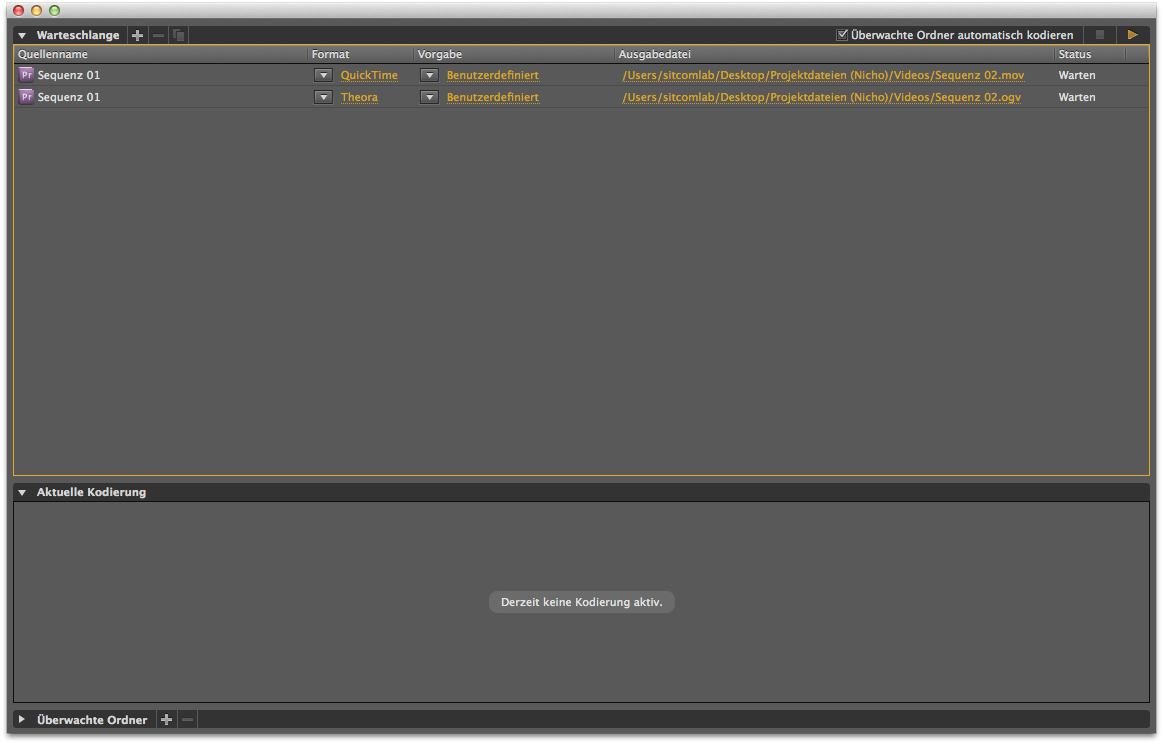 Warteschlange Überwachte Ordner automatisch kodieren
Quellenname Format Vorgabe Ausgabedatei Status
Pr Sequenz 01 QuickTime Benutzerdefiniert /Users/sitcomlab/Desktop/Projektdateien (Nicho)/Videos/Sequenz 02.mov Warten
Pr Sequenz 01 Theora Benutzerdefiniert /Users/sitcomlab/Desktop/Projektdateien (Nicho)/Videos/Sequenz 02.ogv Warten
Aktuelle Kodierung
Derzeit keine Kodierung aktiv.
Überwachte Ordner